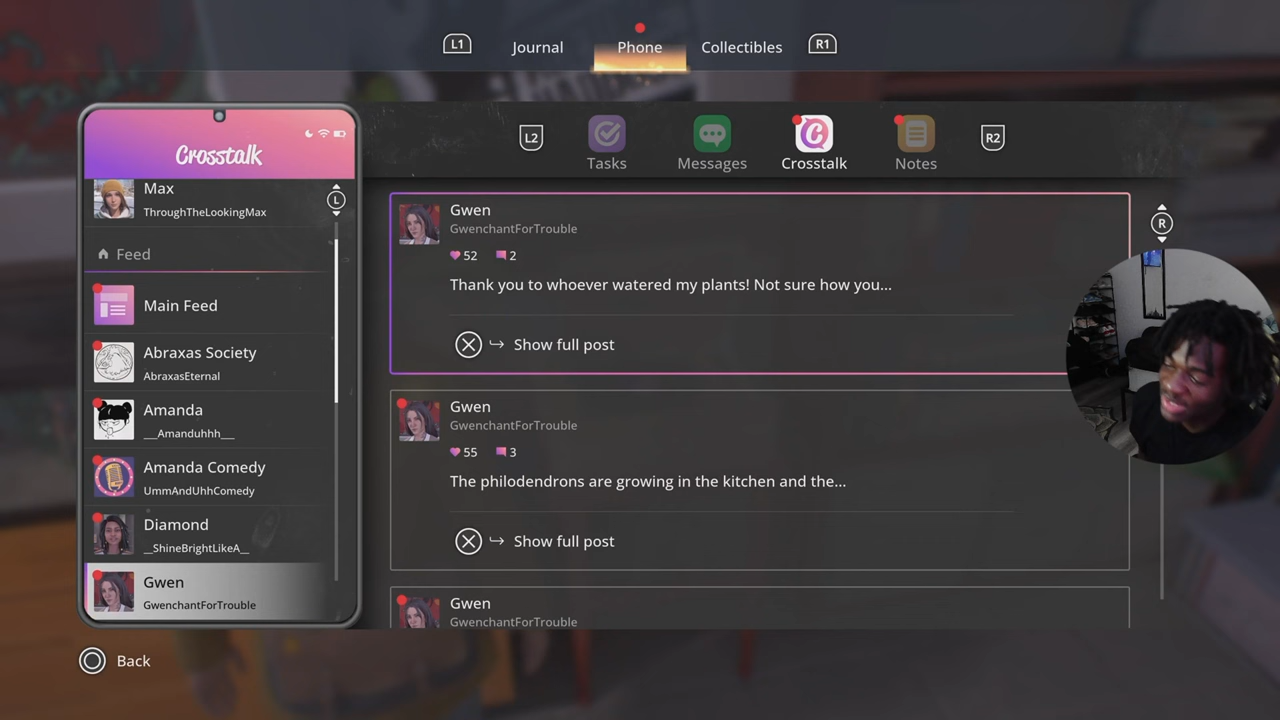 L1
Journal
Phone
Collectibles
R1
Crosstalk
L2
Tasks
Messages
Crosstalk
Notes
R2
Max
ThroughTheLookingMax
L
Feed
Main Feed
Abraxas Society
AbraxasEternal
Amanda
___Amanduhhh___
Amanda Comedy
UmmAndUhhComedy
Diamond
__ShineBrightLikeA__
Gwen
GwenchantForTrouble
Gwen
GwenchantForTrouble
52 2
Thank you to whoever watered my plants! Not sure how you...
Show full post
Gwen
GwenchantForTrouble
55 3
The philodendrons are growing in the kitchen and the...
Show full post
Gwen
GwenchantForTrouble
R
Back